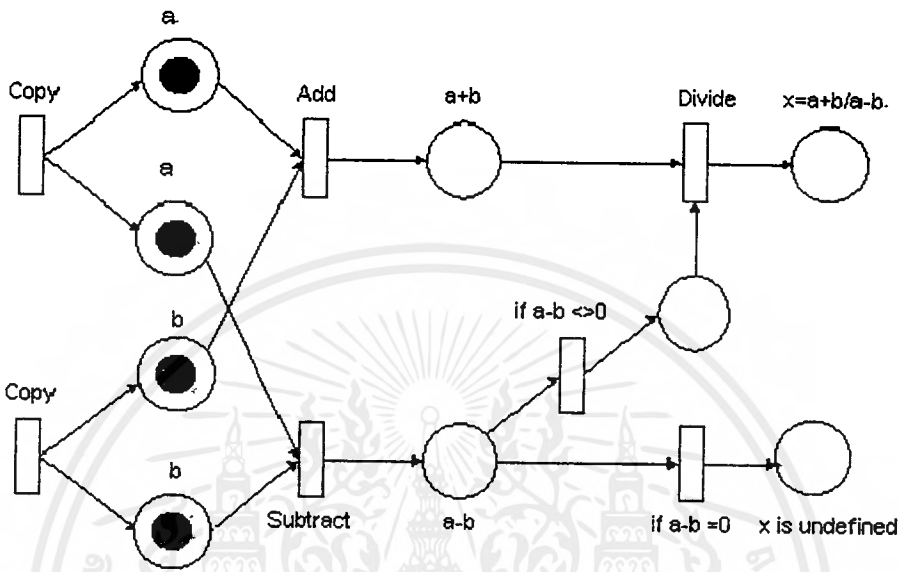 a
Copy
Add
a+b
Divide
x=a+b/a-b.
a
if a-b <>0
b
Copy
b
Subtract
a-b
if a-b =0
x is undefined